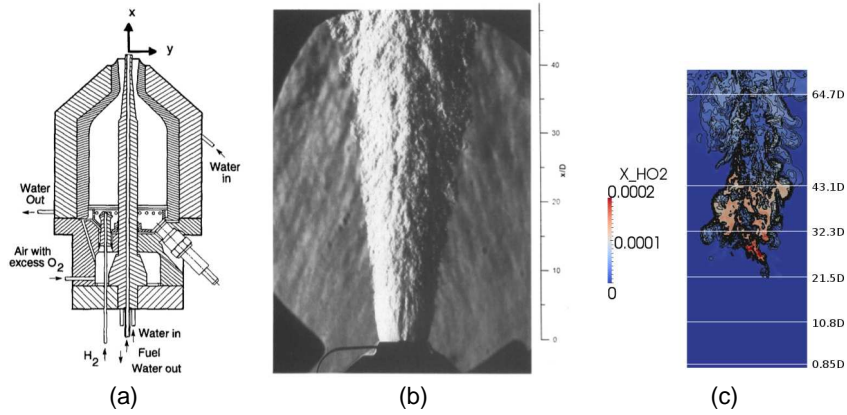 x
y
Water
in
Water
Out
Air with
excess O2
Water in
Fuel
H2
Water out
(a)
40
30
x/D
20
10
0
(b)
X_HO2
0.0002
0.0001
0
64.7D
43.1D
32.3D
21.5D
10.8D
0.85D
(c)